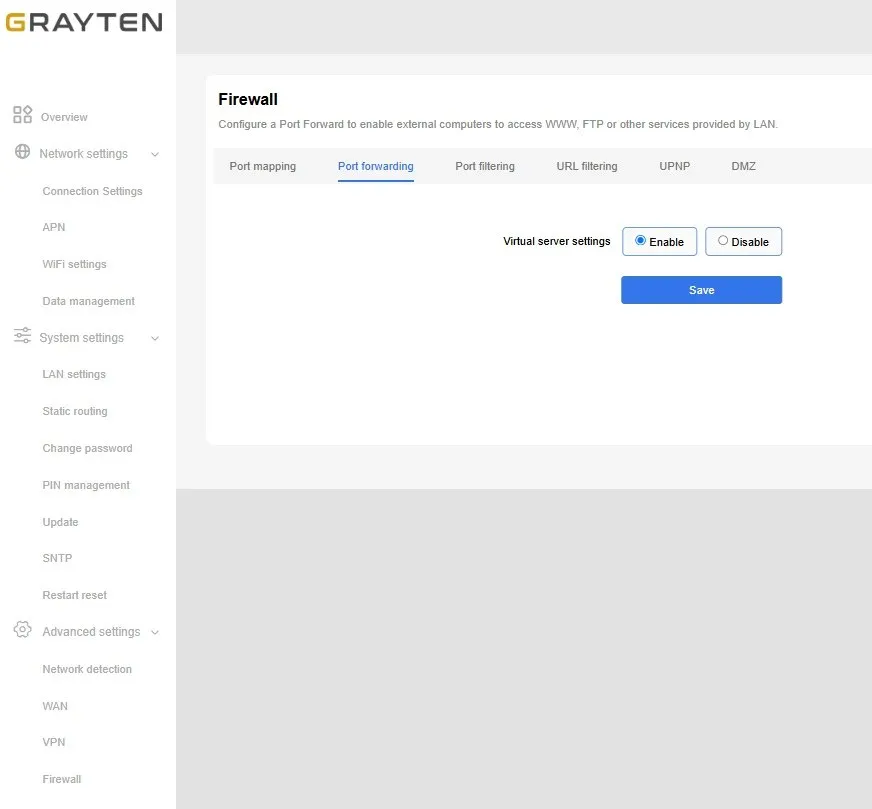 GRAYTEN
Overview
Network settings
Connection Settings
APN
WiFi settings
Data management
System settings
LAN settings
Static routing
Change password
PIN management
Update
SNTP
Restart reset
Advanced settings
Network detection
WAN
VPN
Firewall
Firewall
Configure a Port Forward to enable external computers to access WWW, FTP or other services provided by LAN.
Port mapping Port forwarding Port filtering URL filtering UPNP DMZ
Virtual server settings Enable Disable
Save